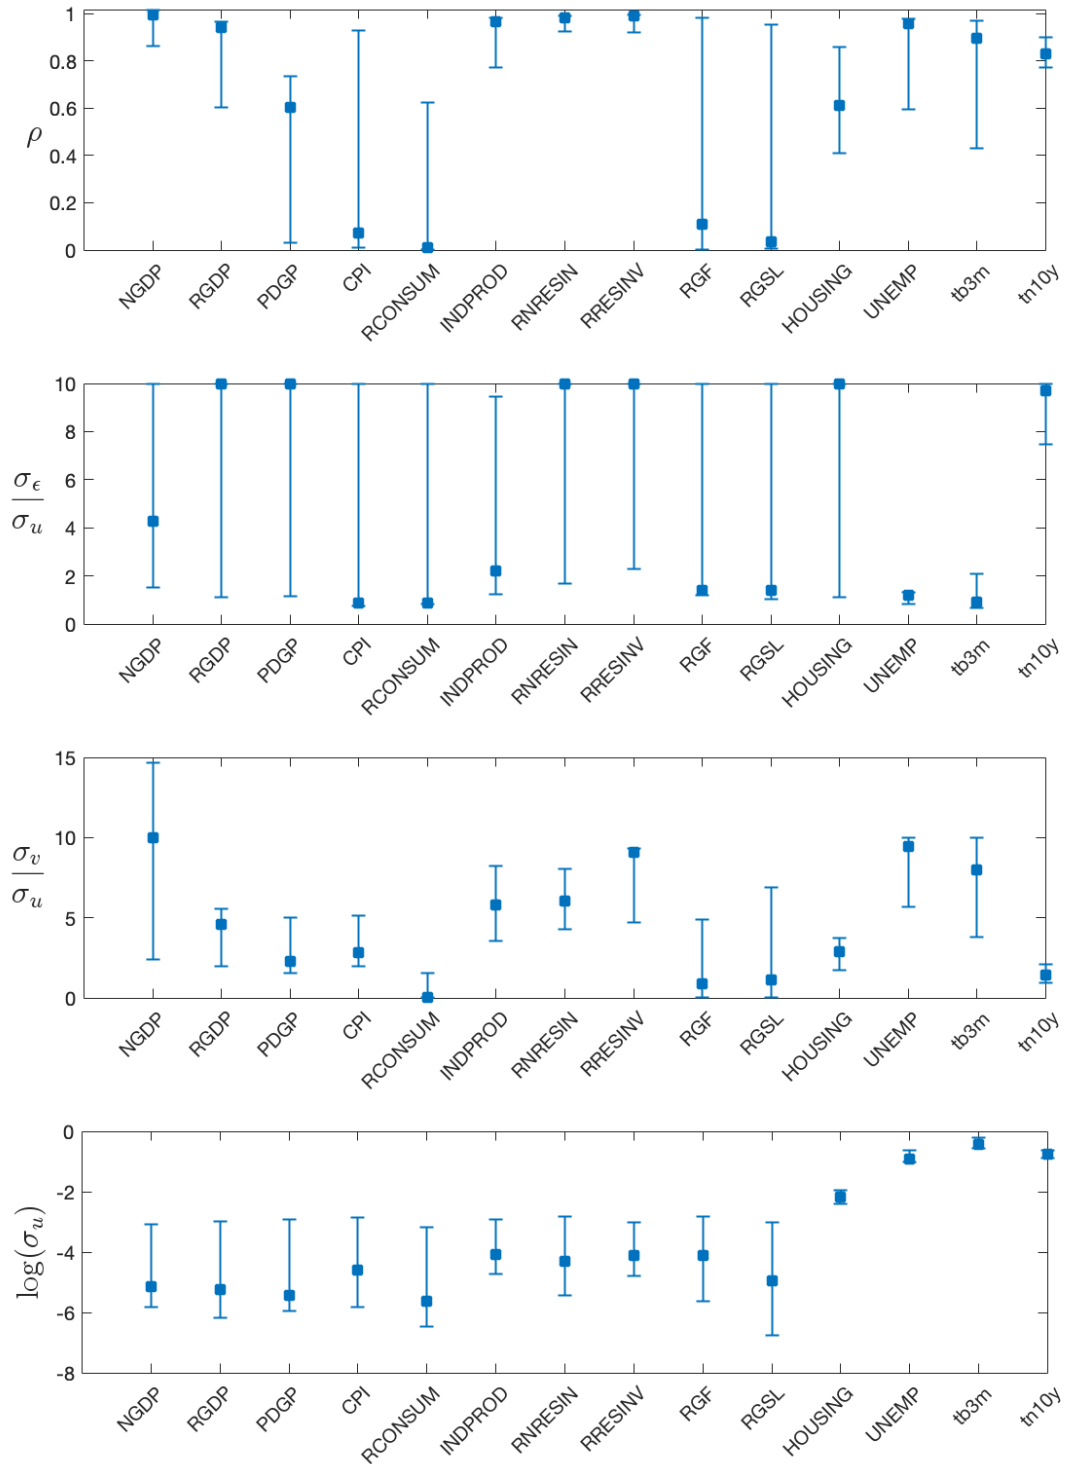 1
0.8
0.6
0.4
0.2
0
ρ
NGDP RGDP PDGP CPI RCONSUM INDPROD RNRESIN RRESINV RGF RGSL HOUSING UNEMP tb3m tn10y
10
8
6
4
2
0
σϵ
σu
NGDP RGDP PDGP CPI RCONSUM INDPROD RNRESIN RRESINV RGF RGSL HOUSING UNEMP tb3m tn10y
15
10
5
0
σv
σu
NGDP RGDP PDGP CPI RCONSUM INDPROD RNRESIN RRESINV RGF RGSL HOUSING UNEMP tb3m tn10y
0
-2
-4
-6
-8
log(σu)
NGDP RGDP PDGP CPI RCONSUM INDPROD RNRESIN RRESINV RGF RGSL HOUSING UNEMP tb3m tn10y